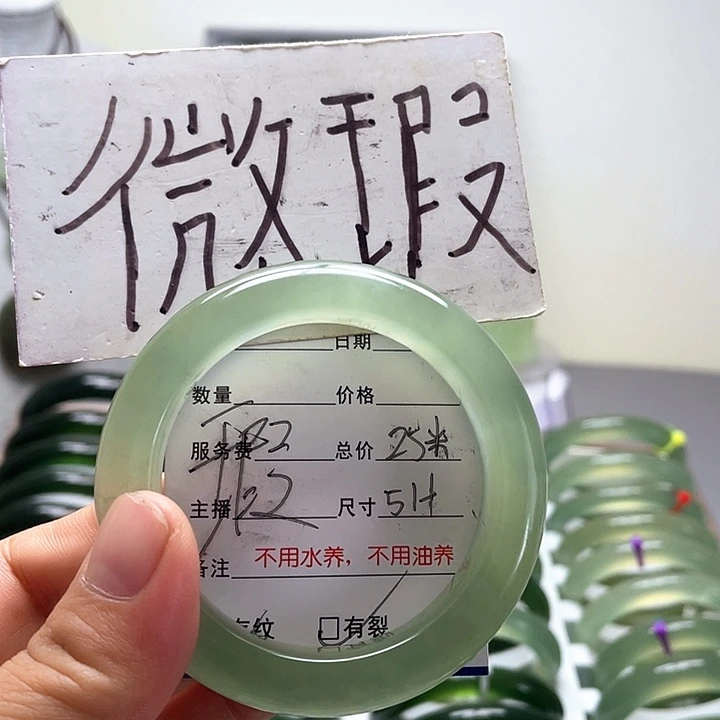 微瑕
日期
数量 价格
服务费 总价 25米
主播 尺寸 51
备注 不用水养，不用油养
纹 □有裂